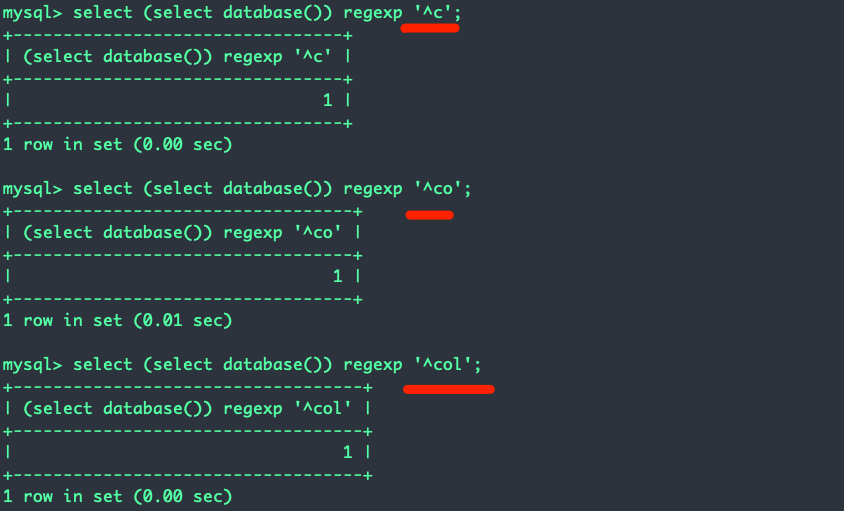 mysql> select (select database()) regexp '^c';
+---------------------------------+
| (select database()) regexp '^c' |
+---------------------------------+
|                               1 |
+---------------------------------+
1 row in set (0.00 sec)

mysql> select (select database()) regexp '^co';
+----------------------------------+
| (select database()) regexp '^co' |
+----------------------------------+
|                                1 |
+----------------------------------+
1 row in set (0.01 sec)

mysql> select (select database()) regexp '^col';
+-----------------------------------+
| (select database()) regexp '^col' |
+-----------------------------------+
|                                 1 |
+-----------------------------------+
1 row in set (0.00 sec)